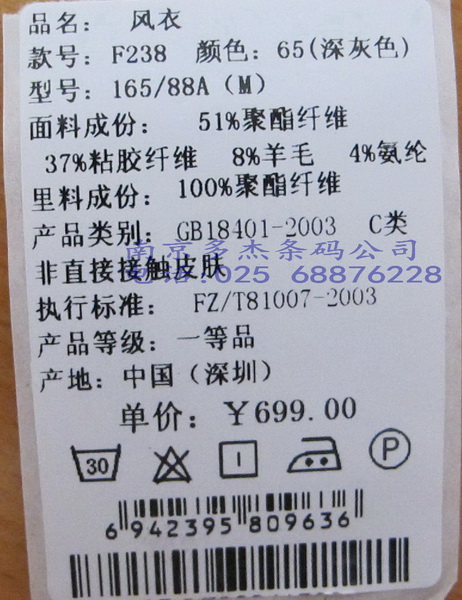 品名： 风衣
款号：F238 颜色：65(深灰色)
型号：165/88A（M）
面料成份： 51%聚酯纤维
37%粘胶纤维 8%羊毛 4%氨纶
里料成份：100%聚酯纤维
产品类别：GB18401-2003 C类
南京多杰条码公司
非直接接触皮肤
电话:025 68876228
执行标准： FZ/T81007-2003
产品等级：一等品
产地：中国（深圳）
单价：￥699.00
30 P
6 942395 809636